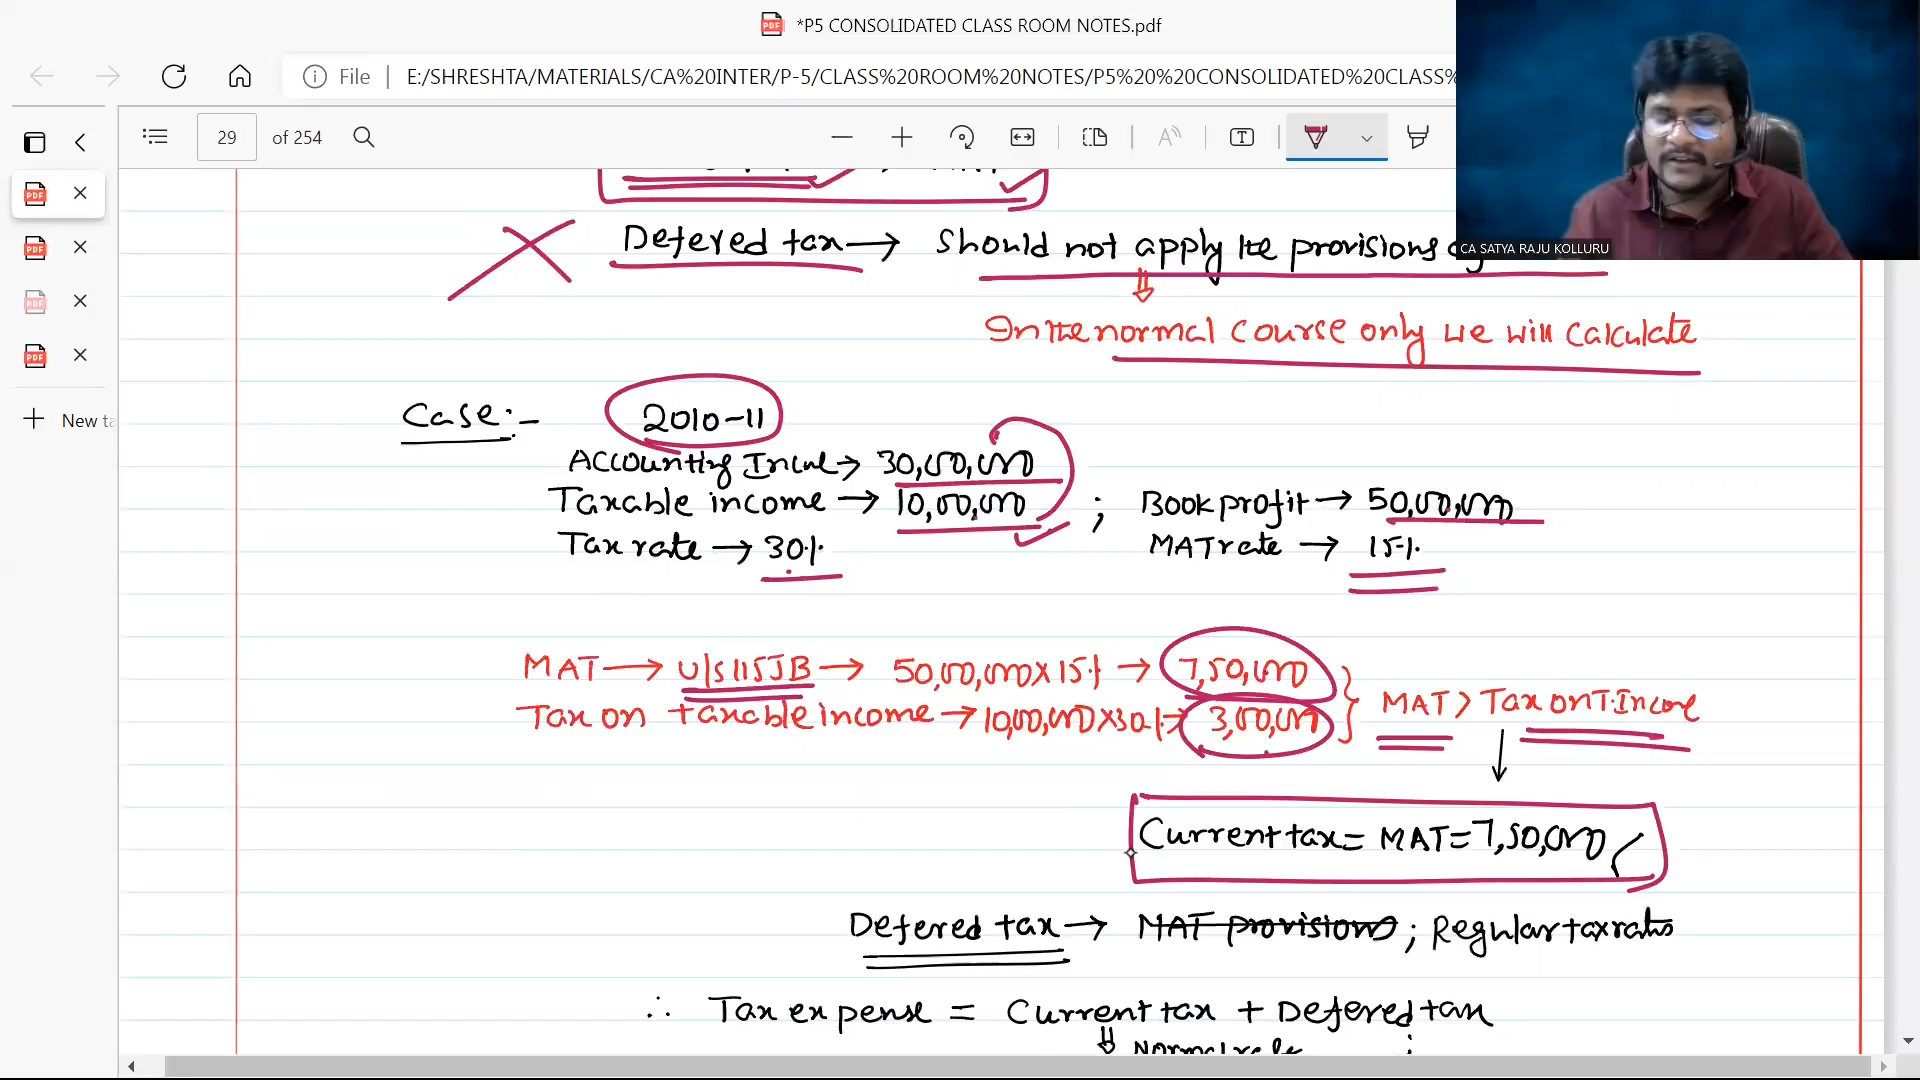 *P5 CONSOLIDATED CLASS ROOM NOTES.pdf
File | E:/SHRESHTA/MATERIALS/CA%20INTER/P-5/CLASS%20ROOM%20NOTES/P5%20%20CONSOLIDATED%20CLASS%
29 of 254
CA SATYA RAJU KOLLURU
Defered tax → Should not apply the provisions
In the normal course only we will calculate
New ta
Case:- 2010-11
Accounting Incme → 30,00,000
Taxable income → 10,00,000 ; Book profit → 50,00,000
Tax rate → 30% MAT rate → 15%
MAT → U/s 115JB → 50,00,000 X 15% → 7,50,000
Tax on taxable income → 10,00,000 X 30% → 3,00,000
MAT > Tax on T.Income
Current tax = MAT = 7,50,000
Defered tax → MAT provisions ; Regular tax rates
∴ Tax expense = Current tax + Defered tax
⇓ Normal rate